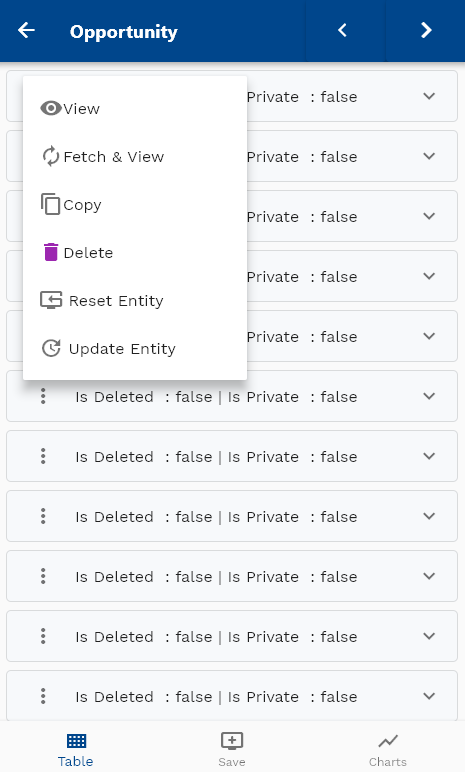 Opportunity
Private : false
View
Private : false
Fetch & View
Private : false
Copy
Private : false
Delete
Private : false
Reset Entity
Update Entity
Is Deleted : false | Is Private : false
Is Deleted : false | Is Private : false
Is Deleted : false | Is Private : false
Is Deleted : false | Is Private : false
Is Deleted : false | Is Private : false
Is Deleted : false | Is Private : false
Table Save Charts